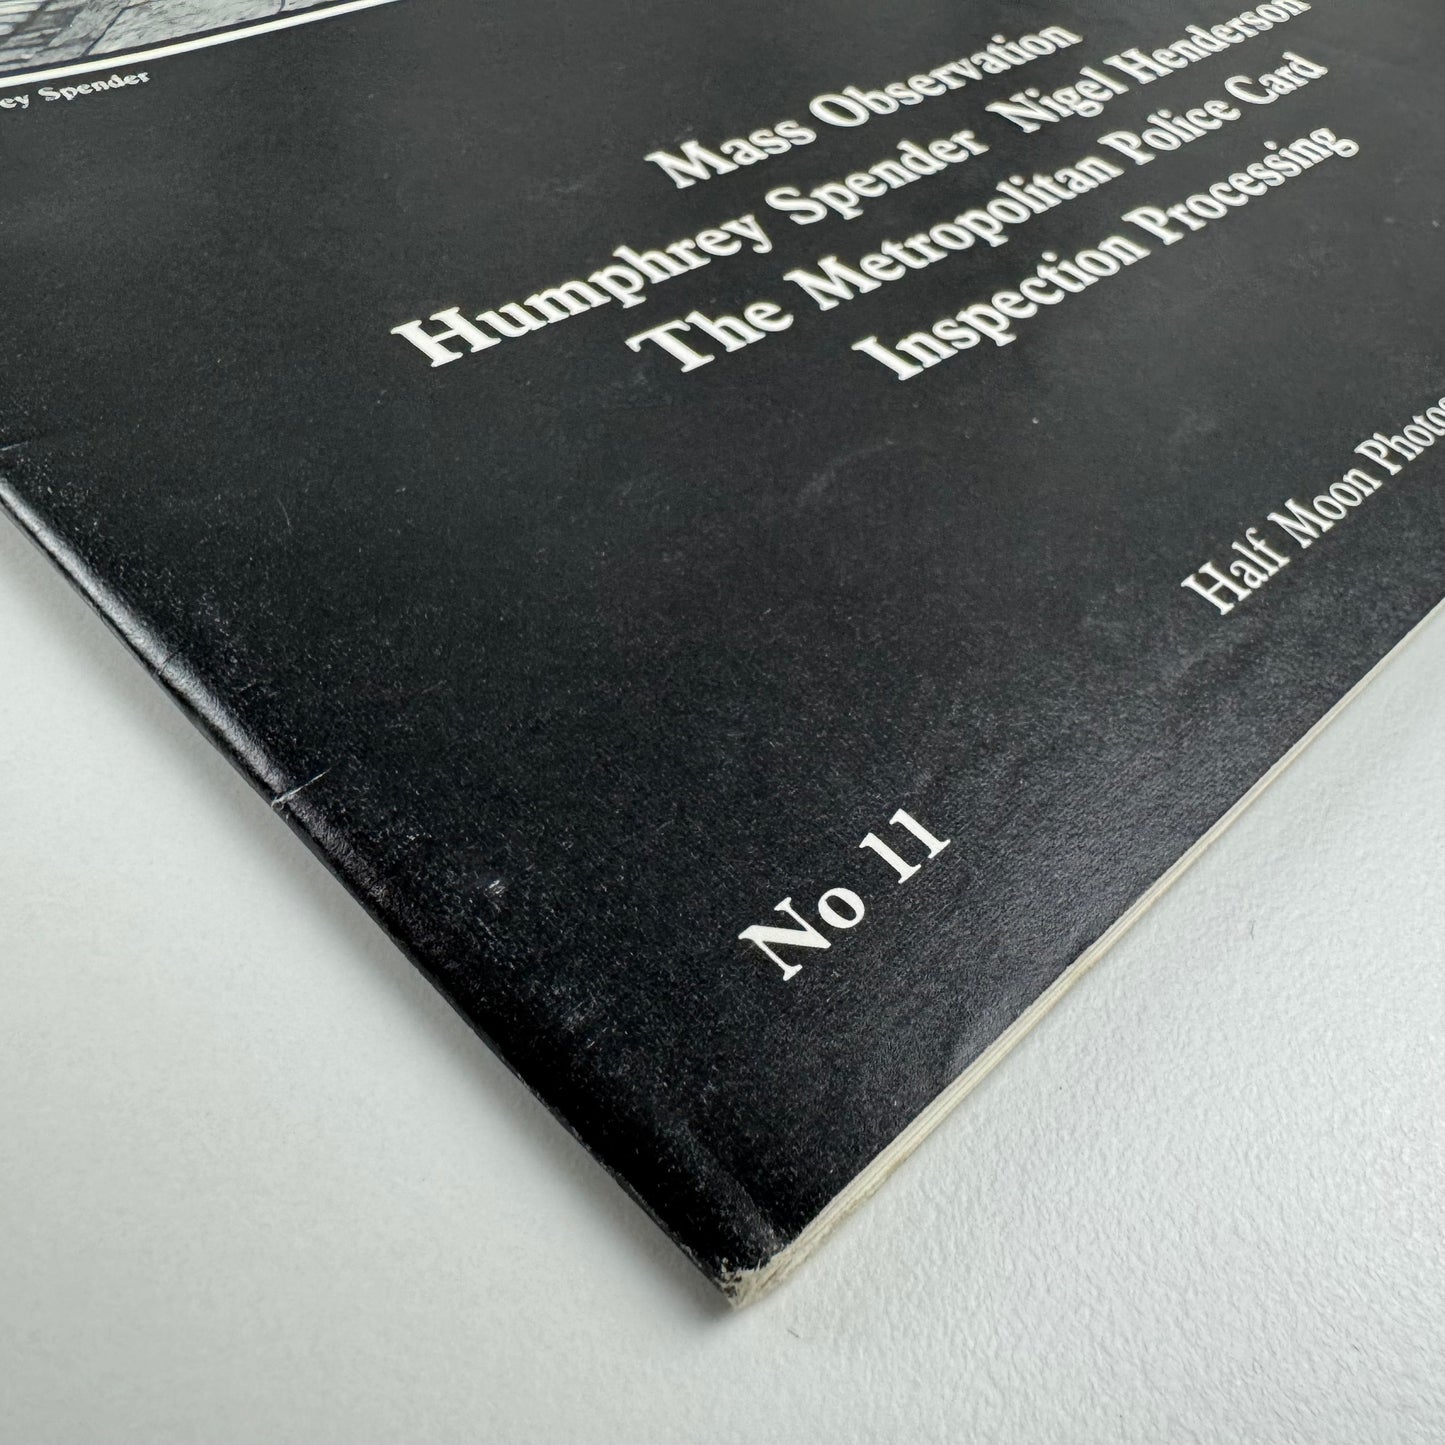 ey Spender
Mass Observation
Humphrey Spender Nigel Henderson
The Metropolitan Police Card
Inspection Processing
Half Moon Photo
No 11